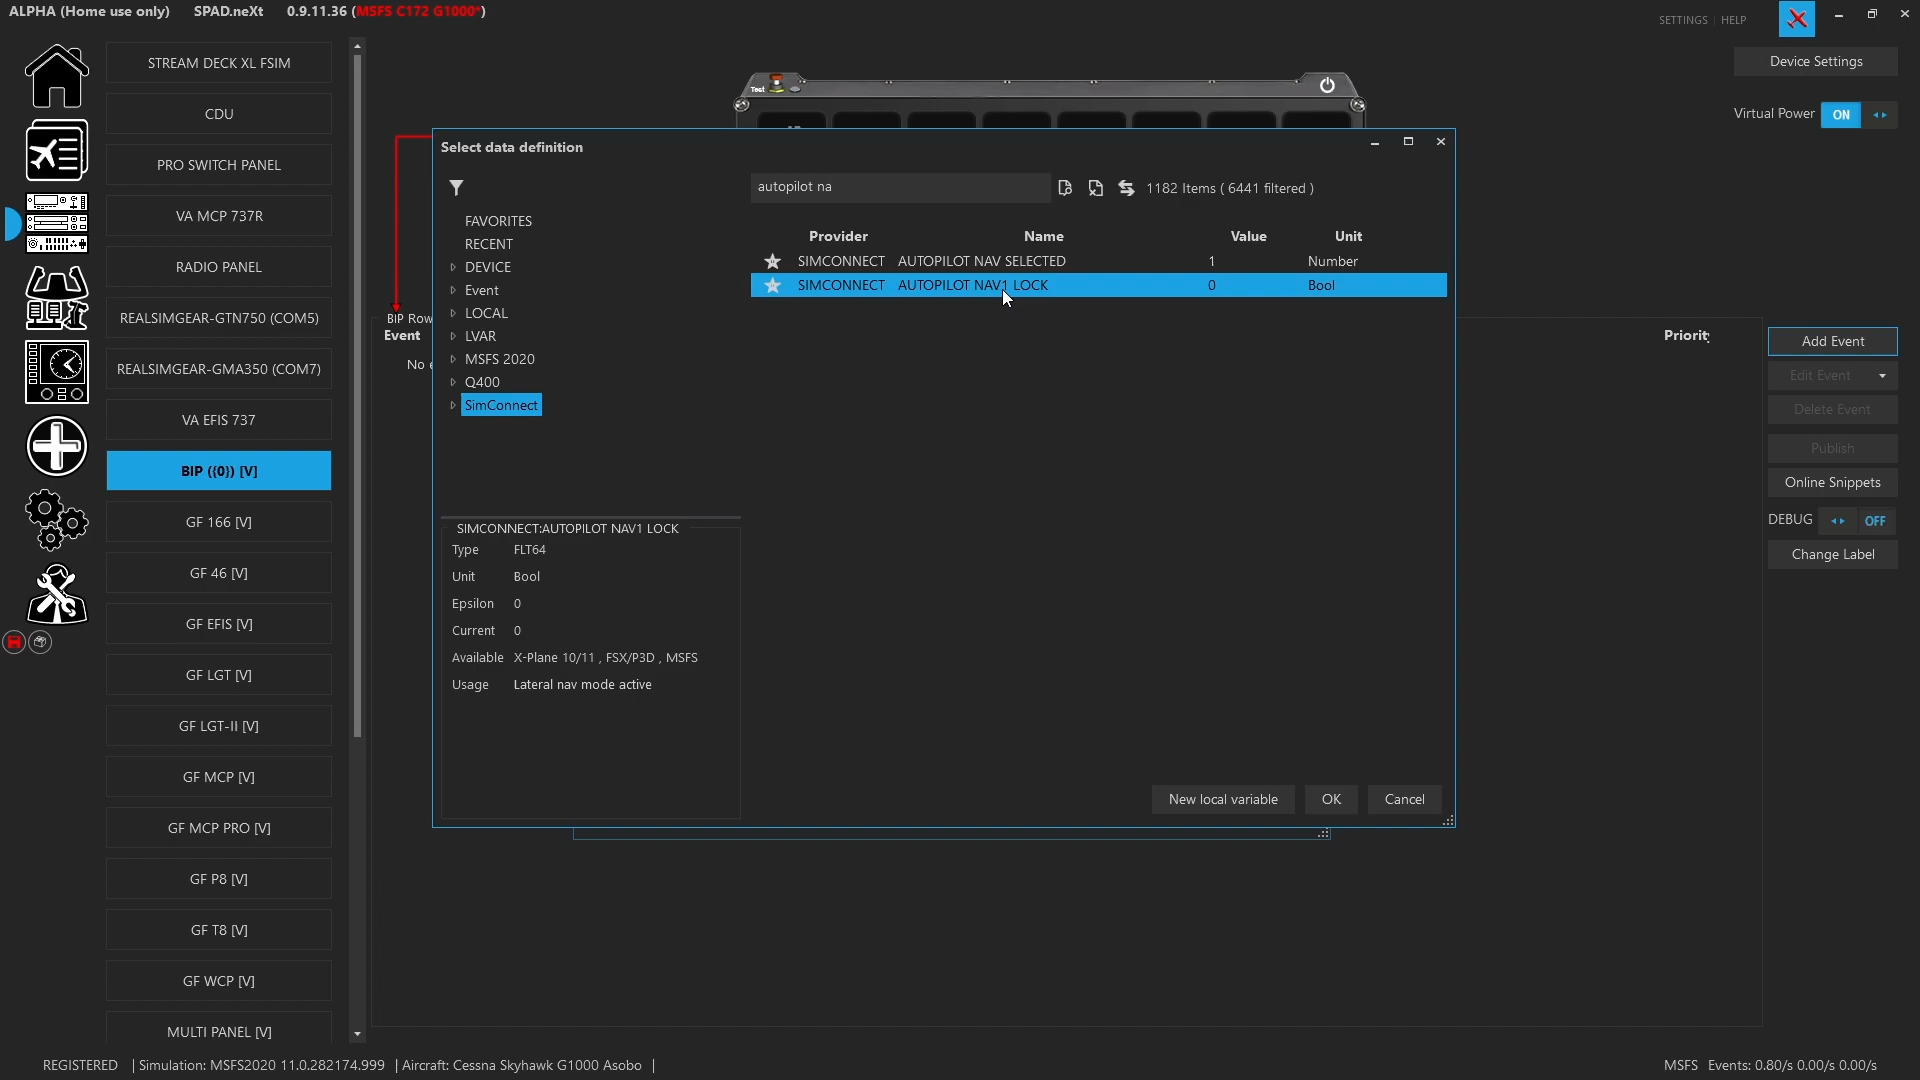 ALPHA (Home use only) SPAD.neXt 0.9.11.36 (MSFS C172 G1000*)
SETTINGS | HELP
STREAM DECK XL FSIM
CDU
PRO SWITCH PANEL
VA MCP 737R
RADIO PANEL
REALSIMGEAR-GTN750 (COM5)
REALSIMGEAR-GMA350 (COM7)
VA EFIS 737
BIP ({0}) [V]
GF 166 [V]
GF 46 [V]
GF EFIS [V]
GF LGT [V]
GF LGT-II [V]
GF MCP [V]
GF MCP PRO [V]
GF P8 [V]
GF T8 [V]
GF WCP [V]
MULTI PANEL [V]
Test
BIP Row
Event
No e
Priority
Select data definition
autopilot na
1182 Items ( 6441 filtered )
FAVORITES
RECENT
DEVICE
Event
LOCAL
LVAR
MSFS 2020
Q400
SimConnect
Provider Name Value Unit
SIMCONNECT AUTOPILOT NAV SELECTED 1 Number
SIMCONNECT AUTOPILOT NAV1 LOCK 0 Bool
SIMCONNECT:AUTOPILOT NAV1 LOCK
Type FLT64
Unit Bool
Epsilon 0
Current 0
Available X-Plane 10/11 , FSX/P3D , MSFS
Usage Lateral nav mode active
New local variable
OK
Cancel
Device Settings
Virtual Power ON
Add Event
Edit Event
Delete Event
Publish
Online Snippets
DEBUG OFF
Change Label
REGISTERED | Simulation: MSFS2020 11.0.282174.999 | Aircraft: Cessna Skyhawk G1000 Asobo |
MSFS Events: 0.80/s 0.00/s 0.00/s